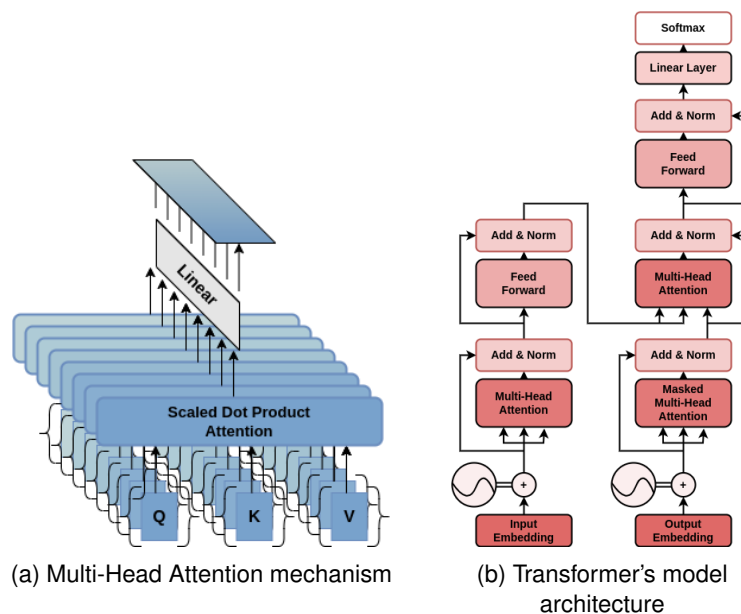 Linear
Scaled Dot Product
Attention
Q
K
V
(a) Multi-Head Attention mechanism
Softmax
Linear Layer
Add & Norm
Feed
Forward
Add & Norm
Multi-Head
Attention
Add & Norm
Feed
Forward
Add & Norm
Multi-Head
Attention
+
Input
Embedding
Add & Norm
Masked
Multi-Head
Attention
+
Output
Embedding
(b) Transformer's model
architecture